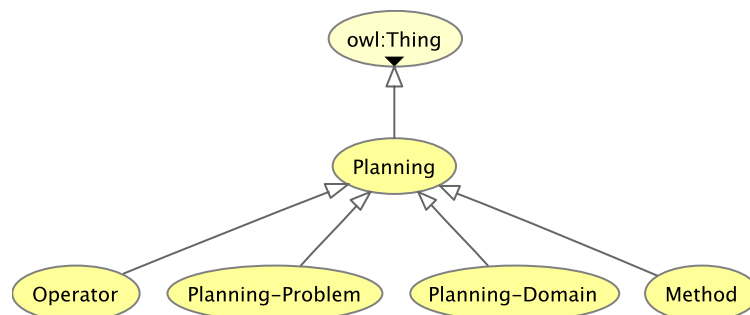 owl:Thing
Planning
Operator
Planning-Problem
Planning-Domain
Method